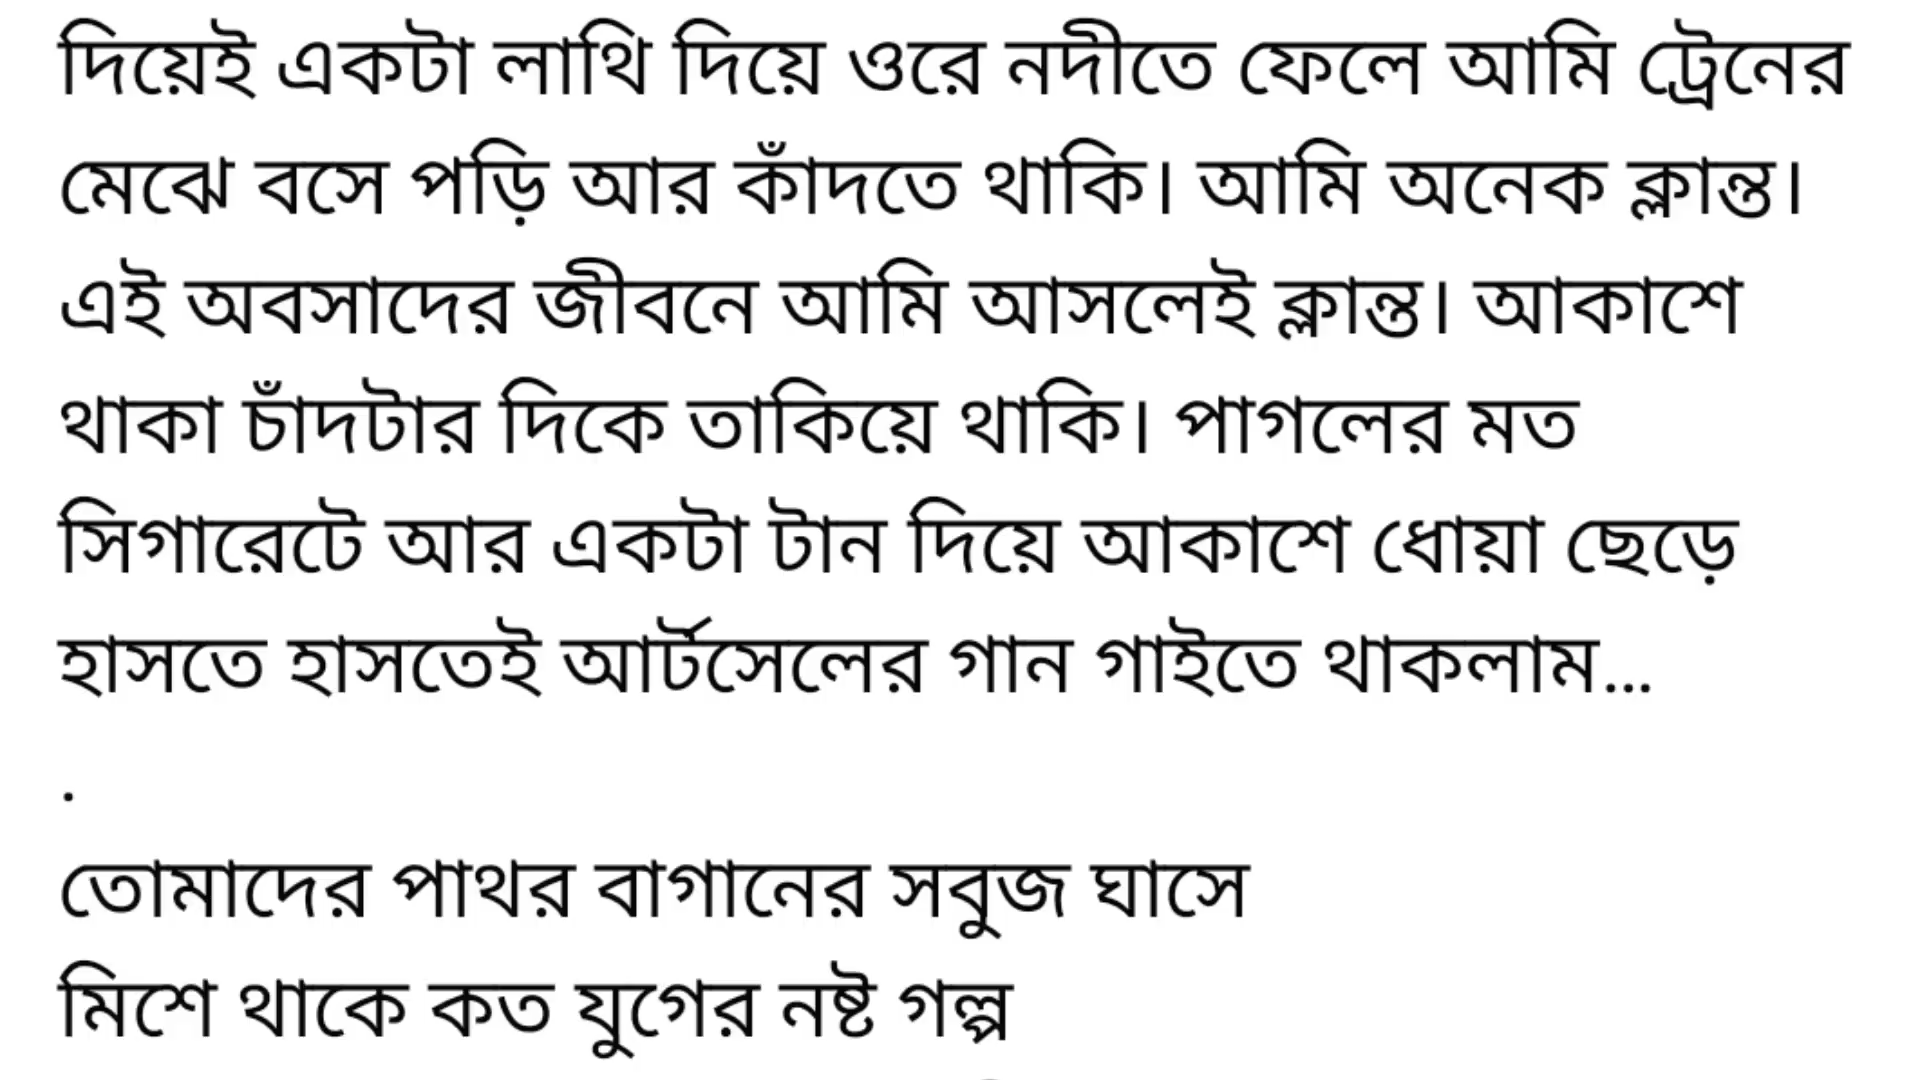 দিয়েই একটা লাথি দিয়ে ওরে নদীতে ফেলে আমি ট্রেনের
মেঝে বসে পড়ি আর কাঁদতে থাকি। আমি অনেক ক্লান্ত।
এই অবসাদের জীবনে আমি আসলেই ক্লান্ত। আকাশে
থাকা চাঁদটার দিকে তাকিয়ে থাকি। পাগলের মত
সিগারেটে আর একটা টান দিয়ে আকাশে ধোয়া ছেড়ে
হাসতে হাসতেই আর্টসেলের গান গাইতে থাকলাম...
.
তোমাদের পাথর বাগানের সবুজ ঘাসে
মিশে থাকে কত যুগের নষ্ট গল্প